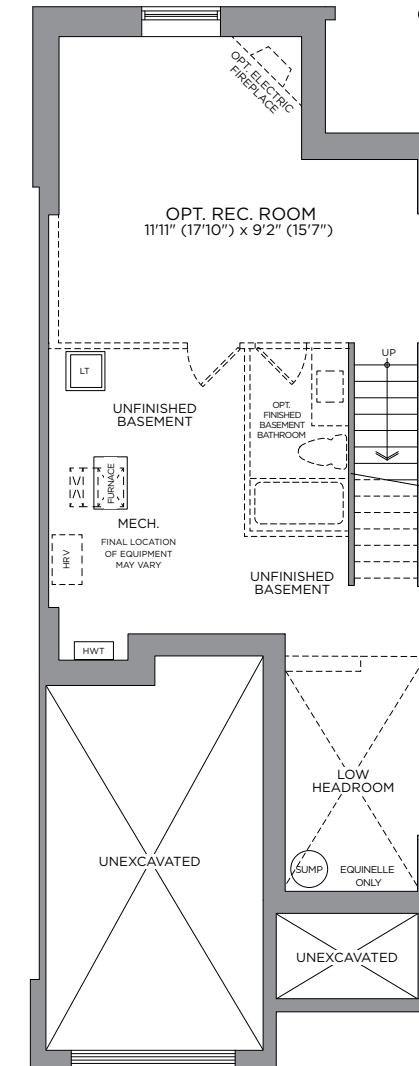 OPT. ELECTRIC
FIREPLACE
OPT. REC. ROOM
11'11" (17'10") x 9'2" (15'7")
UP
LT
UNFINISHED
BASEMENT
OPT.
FINISHED
BASEMENT
BATHROOM
FURNACE
MECH.
FINAL LOCATION
OF EQUIPMENT
MAY VARY
HRV
UNFINISHED
BASEMENT
HWT
LOW
HEADROOM
UNEXCAVATED
SUMP
EQUINELLE
ONLY
UNEXCAVATED